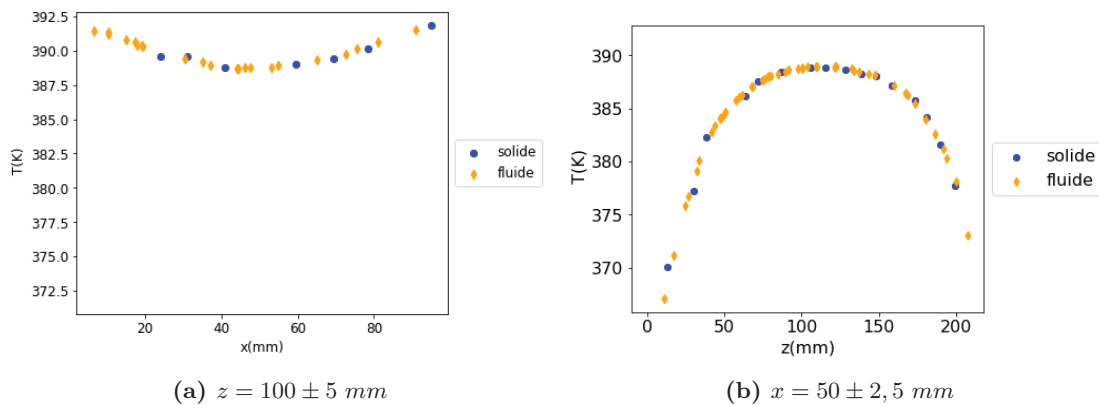 392.5
390.0
387.5
385.0
382.5
380.0
377.5
375.0
372.5
T(K)
20 40 60 80
x(mm)
solide
fluide
(a) z = 100 ± 5 mm
390
385
380
375
370
T(K)
0 50 100 150 200
z(mm)
solide
fluide
(b) x = 50 ± 2, 5 mm